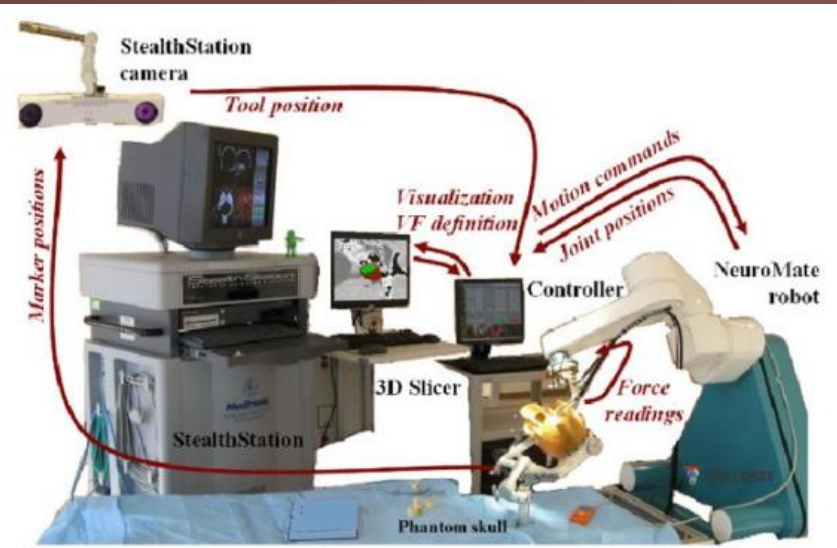 StealthStation
camera
Tool position
Marker positions
Visualization
VF definition
Motion commands
Joint positions
NeuroMate
robot
Controller
3D Slicer
Force
readings
StealthStation
Phantom skull